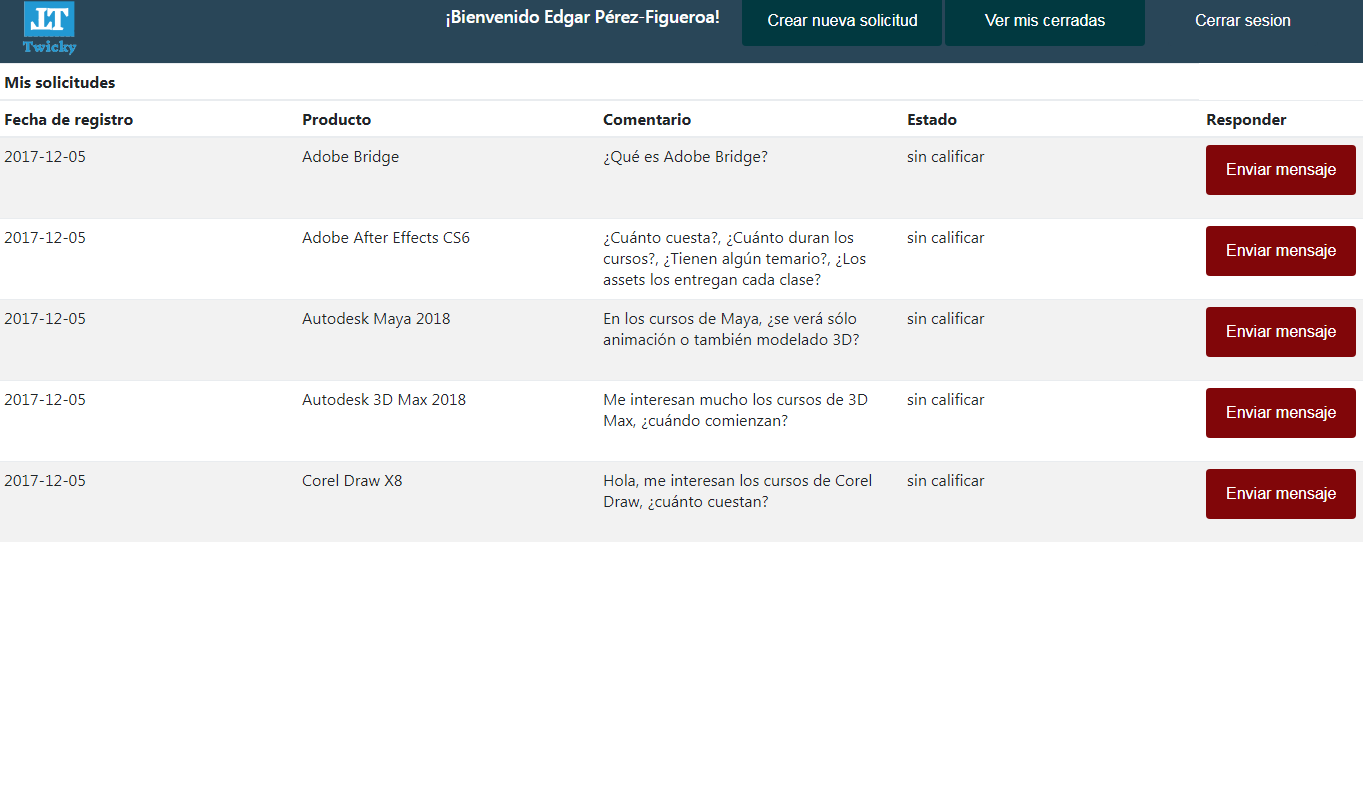 LT
Twicky
¡Bienvenido Edgar Pérez-Figueroa!
Crear nueva solicitud
Ver mis cerradas
Cerrar sesion
Mis solicitudes
Fecha de registro
Producto
Comentario
Estado
Responder
2017-12-05
Adobe Bridge
¿Qué es Adobe Bridge?
sin calificar
Enviar mensaje
2017-12-05
Adobe After Effects CS6
¿Cuánto cuesta?, ¿Cuánto duran los
cursos?, ¿Tienen algún temario?, ¿Los
assets los entregan cada clase?
sin calificar
Enviar mensaje
2017-12-05
Autodesk Maya 2018
En los cursos de Maya, ¿se verá sólo
animación o también modelado 3D?
sin calificar
Enviar mensaje
2017-12-05
Autodesk 3D Max 2018
Me interesan mucho los cursos de 3D
Max, ¿cuándo comienzan?
sin calificar
Enviar mensaje
2017-12-05
Corel Draw X8
Hola, me interesan los cursos de Corel
Draw, ¿cuánto cuestan?
sin calificar
Enviar mensaje